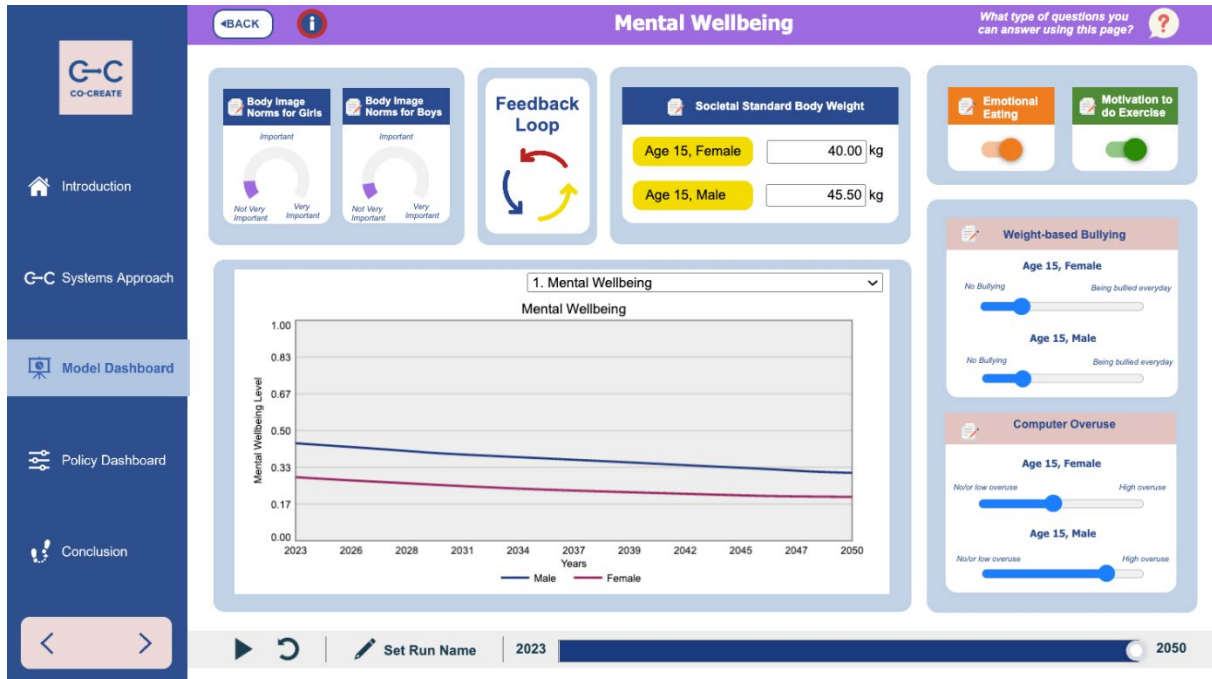 BACK
i
Mental Wellbeing
What type of questions you
can answer using this page?
?
C-C
CO-CREATE
Introduction
C-C Systems Approach
Model Dashboard
Policy Dashboard
Conclusion
Body Image
Norms for Girls
Important
Not Very
Important
Very
Important
Body Image
Norms for Boys
Important
Not Very
Important
Very
Important
Feedback
Loop
Societal Standard Body Weight
Age 15, Female 40.00 kg
Age 15, Male 45.50 kg
Emotional
Eating
Motivation to
do Exercise
Weight-based Bullying
Age 15, Female
No Bullying Being bullied everyday
Age 15, Male
No Bullying Being bullied everyday
Computer Overuse
Age 15, Female
No/or low overuse High overuse
Age 15, Male
No/or low overuse High overuse
1. Mental Wellbeing
Mental Wellbeing
Mental Wellbeing Level
1.00
0.83
0.67
0.50
0.33
0.17
0.00
2023 2026 2028 2031 2034 2037 2039 2042 2045 2047 2050
Years
Male Female
Set Run Name 2023 2050